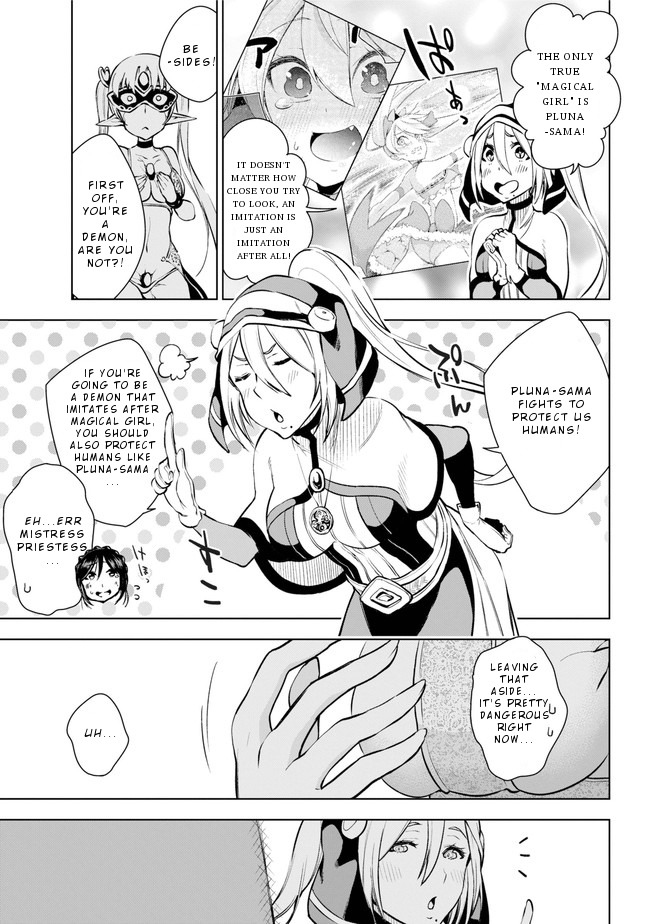 THE ONLY
TRUE
"MAGICAL
GIRL" IS
PLUNA
-SAMA!
IT DOESN'T
MATTER HOW
CLOSE YOU TRY
TO LOOK, AN
IMITATION IS
JUST AN
IMITATION
AFTER ALL!
BE
-SIDES!
FIRST
OFF,
YOU'RE
A
DEMON,
ARE YOU
NOT?!
PLUNA-SAMA
FIGHTS TO
PROTECT US
HUMANS!
IF YOU'RE
GOING TO BE
A DEMON THAT
IMITATES AFTER
MAGICAL GIRL,
YOU SHOULD
ALSO PROTECT
HUMANS LIKE
PLUNA-SAMA
...
EH...ERR
MISTRESS
PRIESTESS
...
LEAVING
THAT
ASIDE...
IT'S PRETTY
DANGEROUS
RIGHT
NOW...
UH...